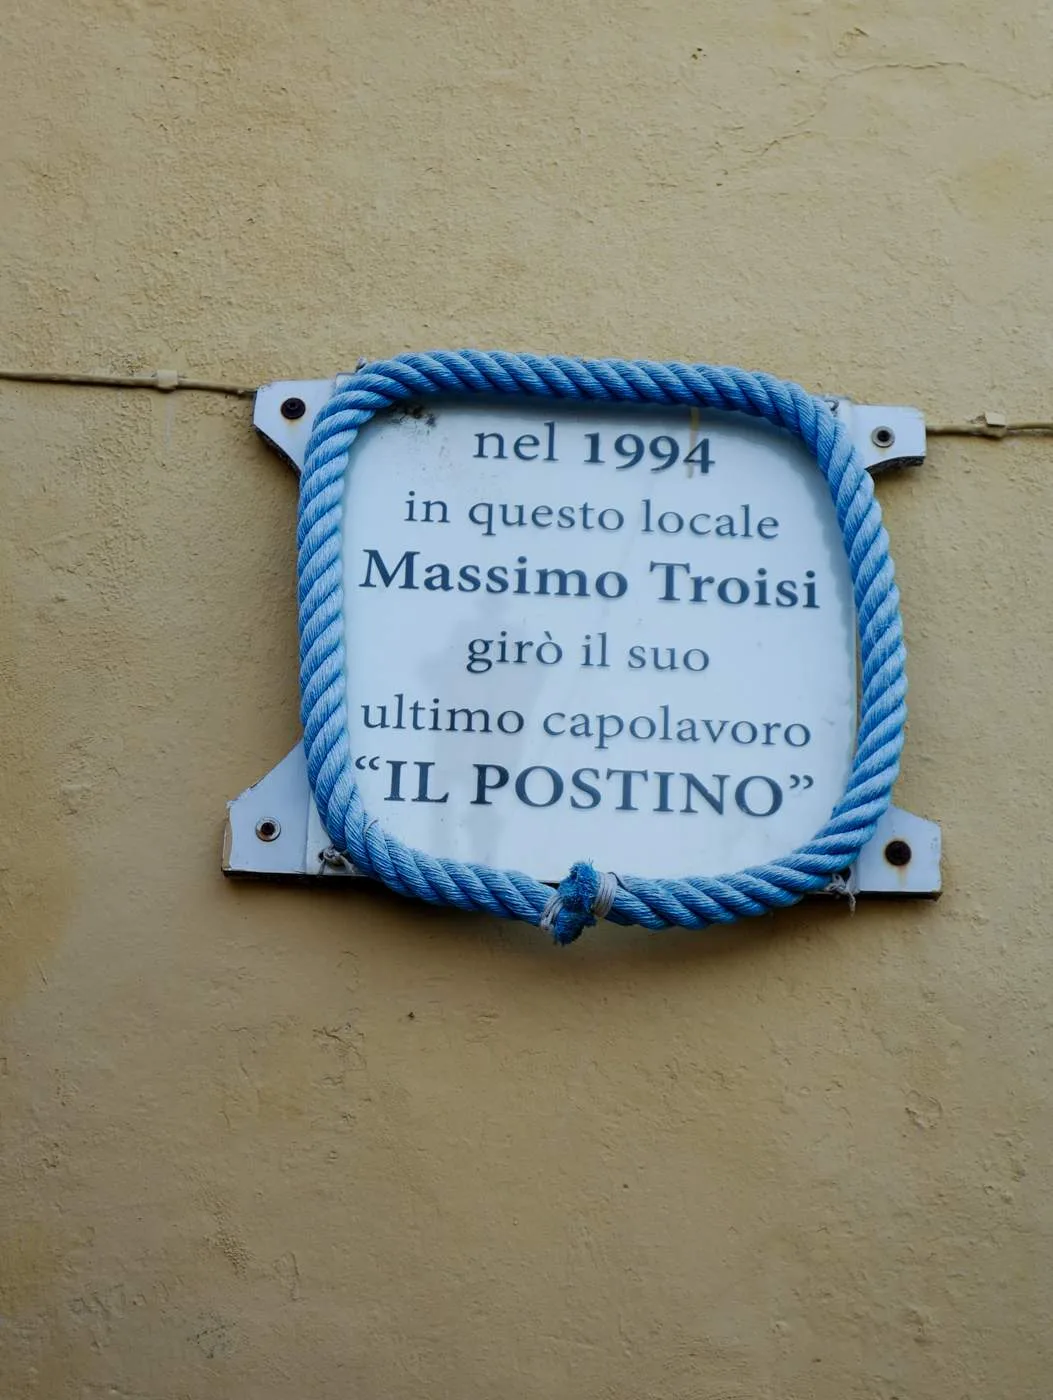 nel 1994
in questo locale
Massimo Troisi
girò il suo
ultimo capolavoro
“IL POSTINO”